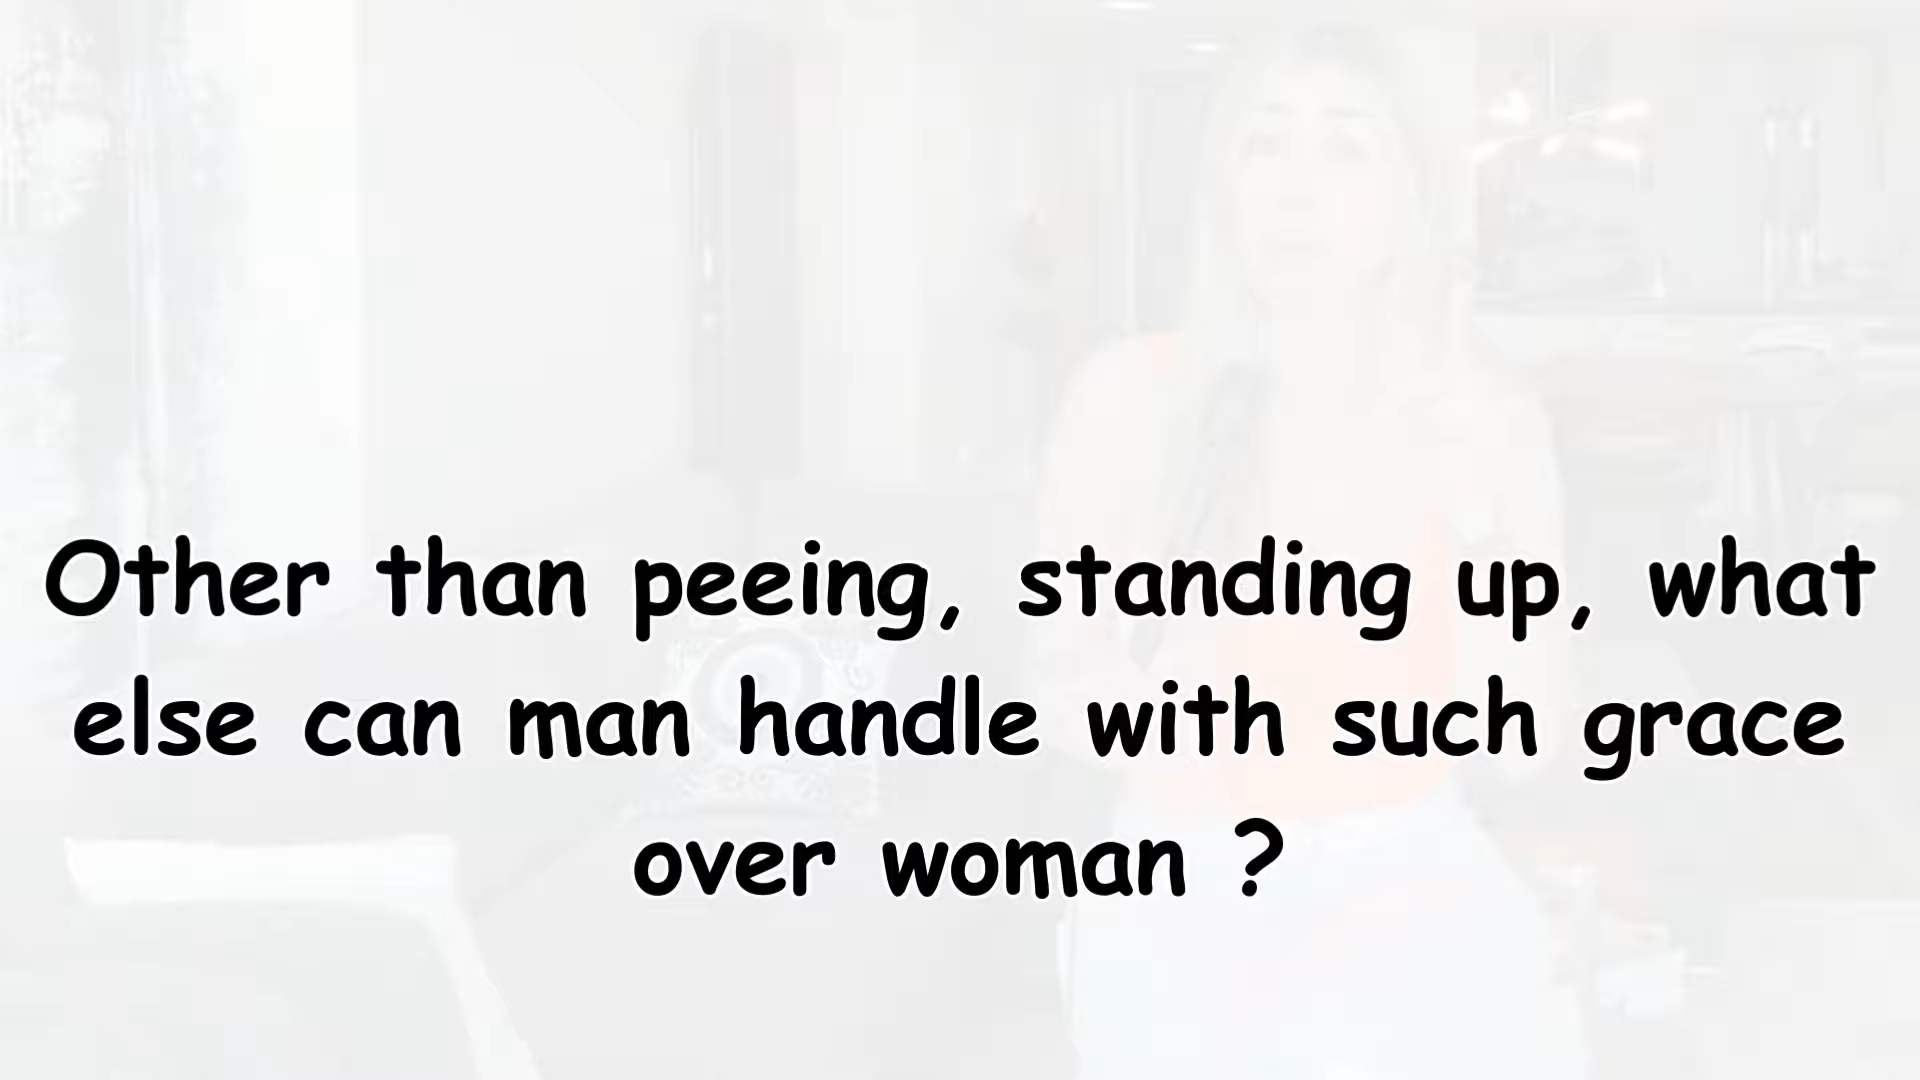 Other than peeing, standing up, what
else can man handle with such grace
over woman ?